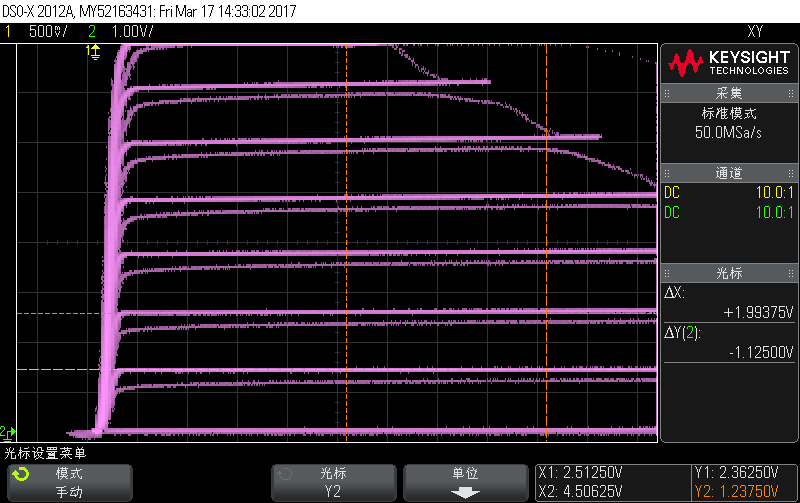 DSO-X 2012A, MY52163431: Fri Mar 17 14:33:02 2017
1 500mV/ 2 1.00V/ XY
1
KEYSIGHT
TECHNOLOGIES
采集
标准模式
50.0MSa/s
通道
DC 10.0:1
DC 10.0:1
光标
ΔX:
+1.99375V
ΔY(2):
-1.12500V
2
光标设置菜单
模式
手动
光标
Y2
单位
X1: 2.51250V Y1: 2.36250V
X2: 4.50625V Y2: 1.23750V